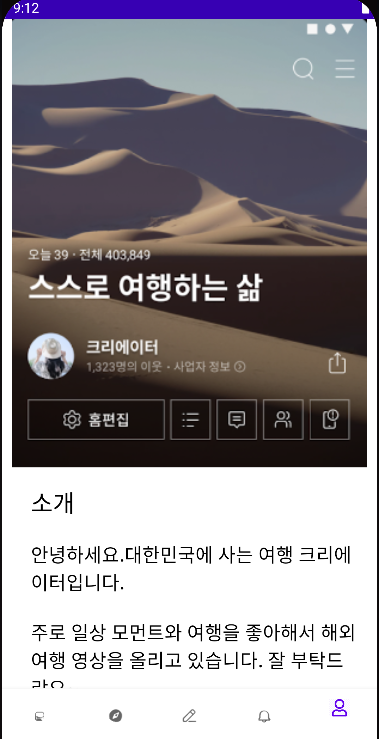 9:12
오늘 39 · 전체 403,849
스스로 여행하는 삶
크리에이터
1,323명의 이웃 · 사업자 정보
홈편집
소개
안녕하세요.대한민국에 사는 여행 크리에
이터입니다.
주로 일상 모먼트와 여행을 좋아해서 해외
여행 영상을 올리고 있습니다. 잘 부탁드